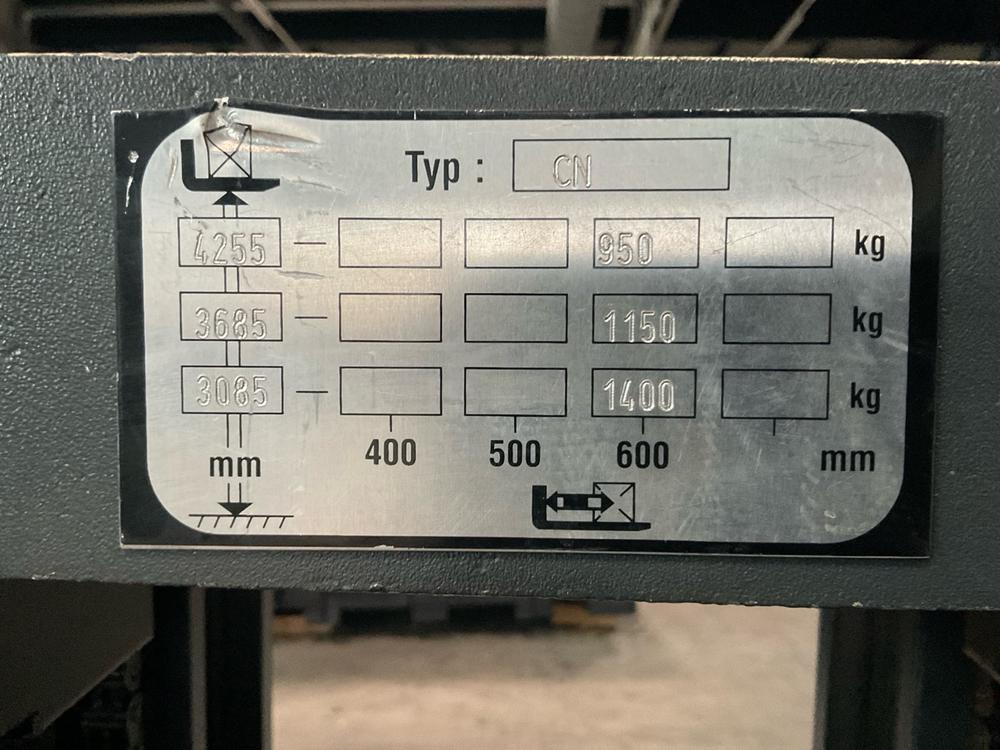 Typ : CN
4255 950 kg
3685 1150 kg
3085 1400 kg
400 500 600 mm
mm